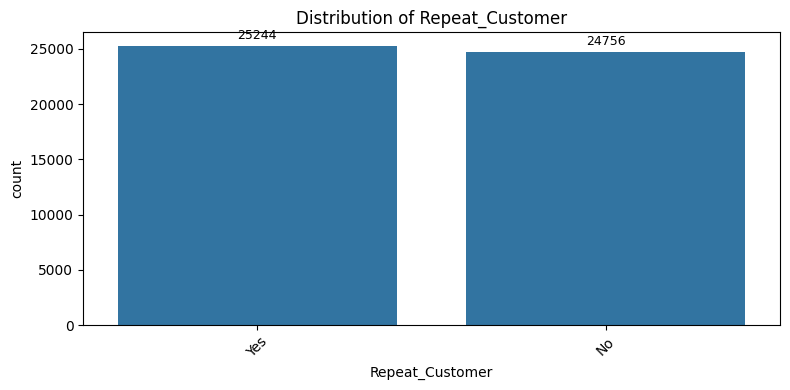 Distribution of Repeat_Customer
25244
24756
25000
20000
15000
10000
5000
0
count
Yes
No
Repeat_Customer